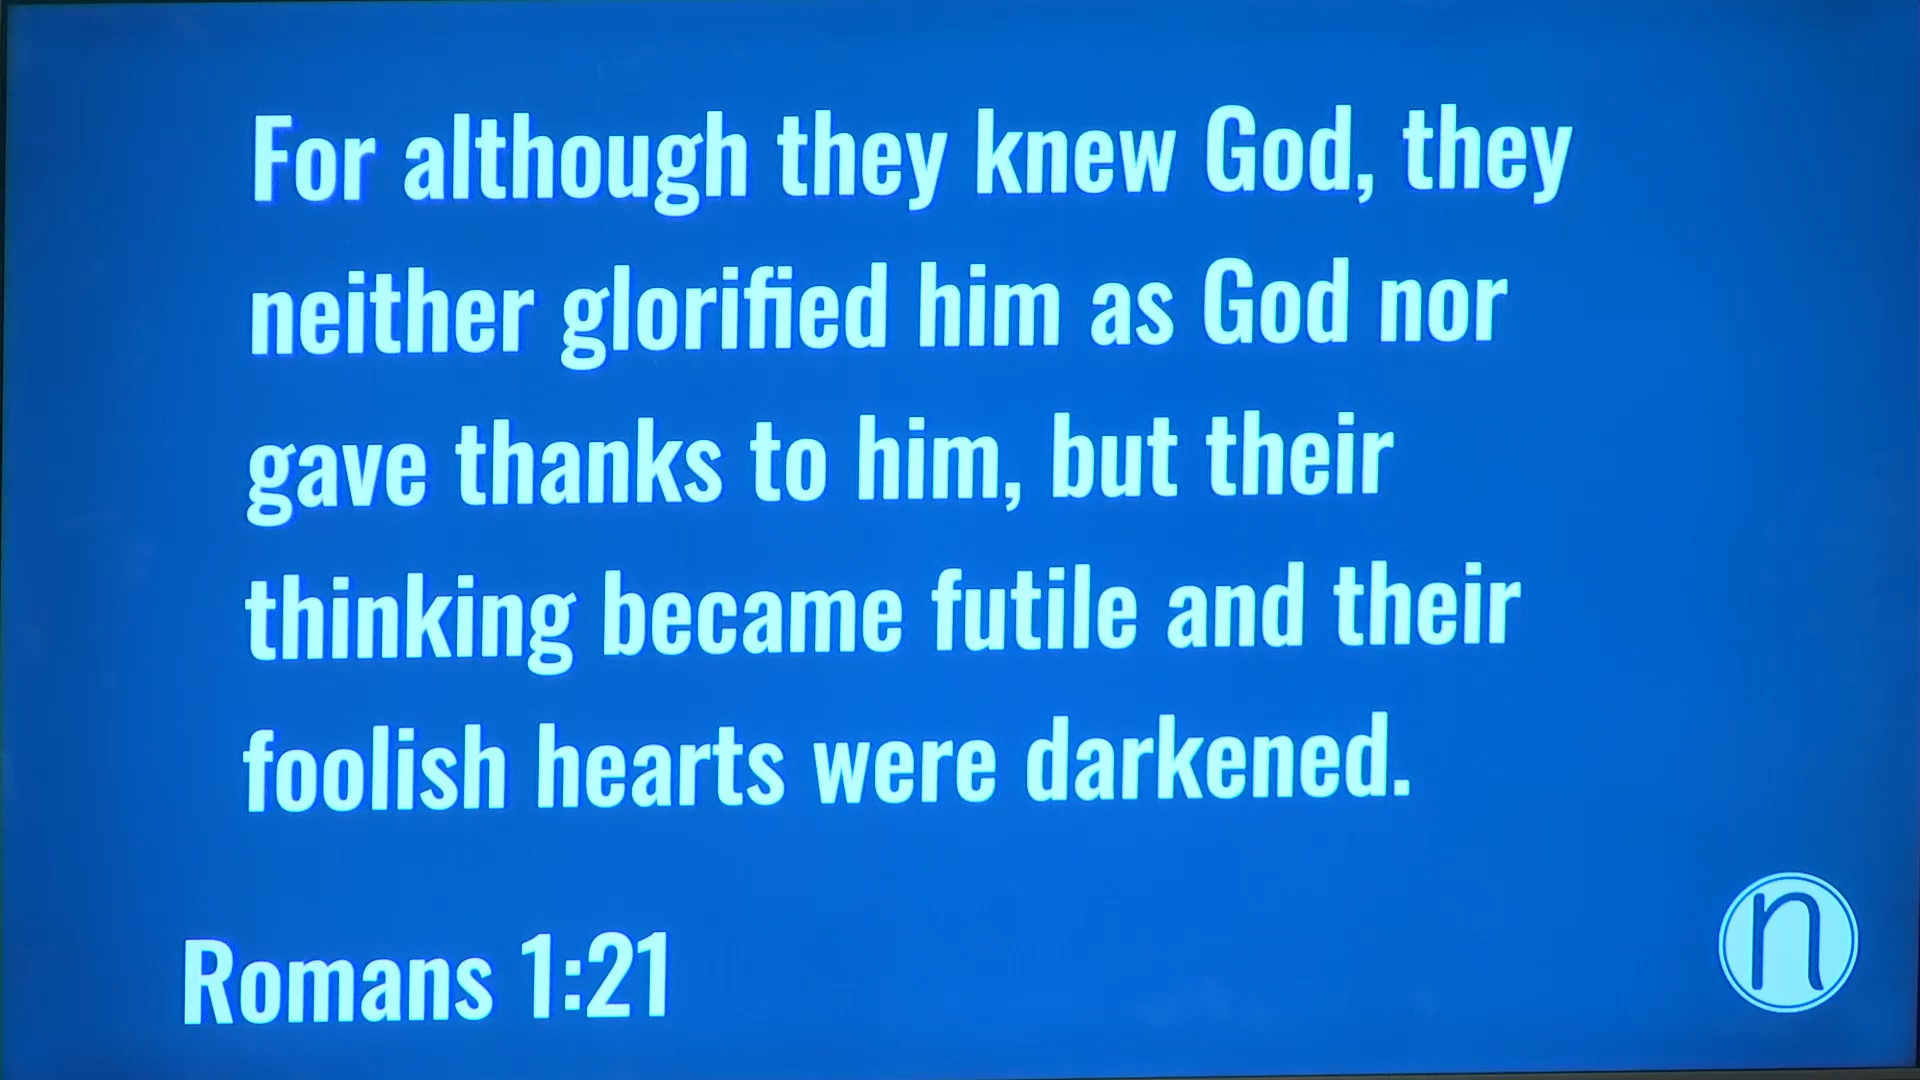 For although they knew God, they
neither glorified him as God nor
gave thanks to him, but their
thinking became futile and their
foolish hearts were darkened.
Romans 1:21
n